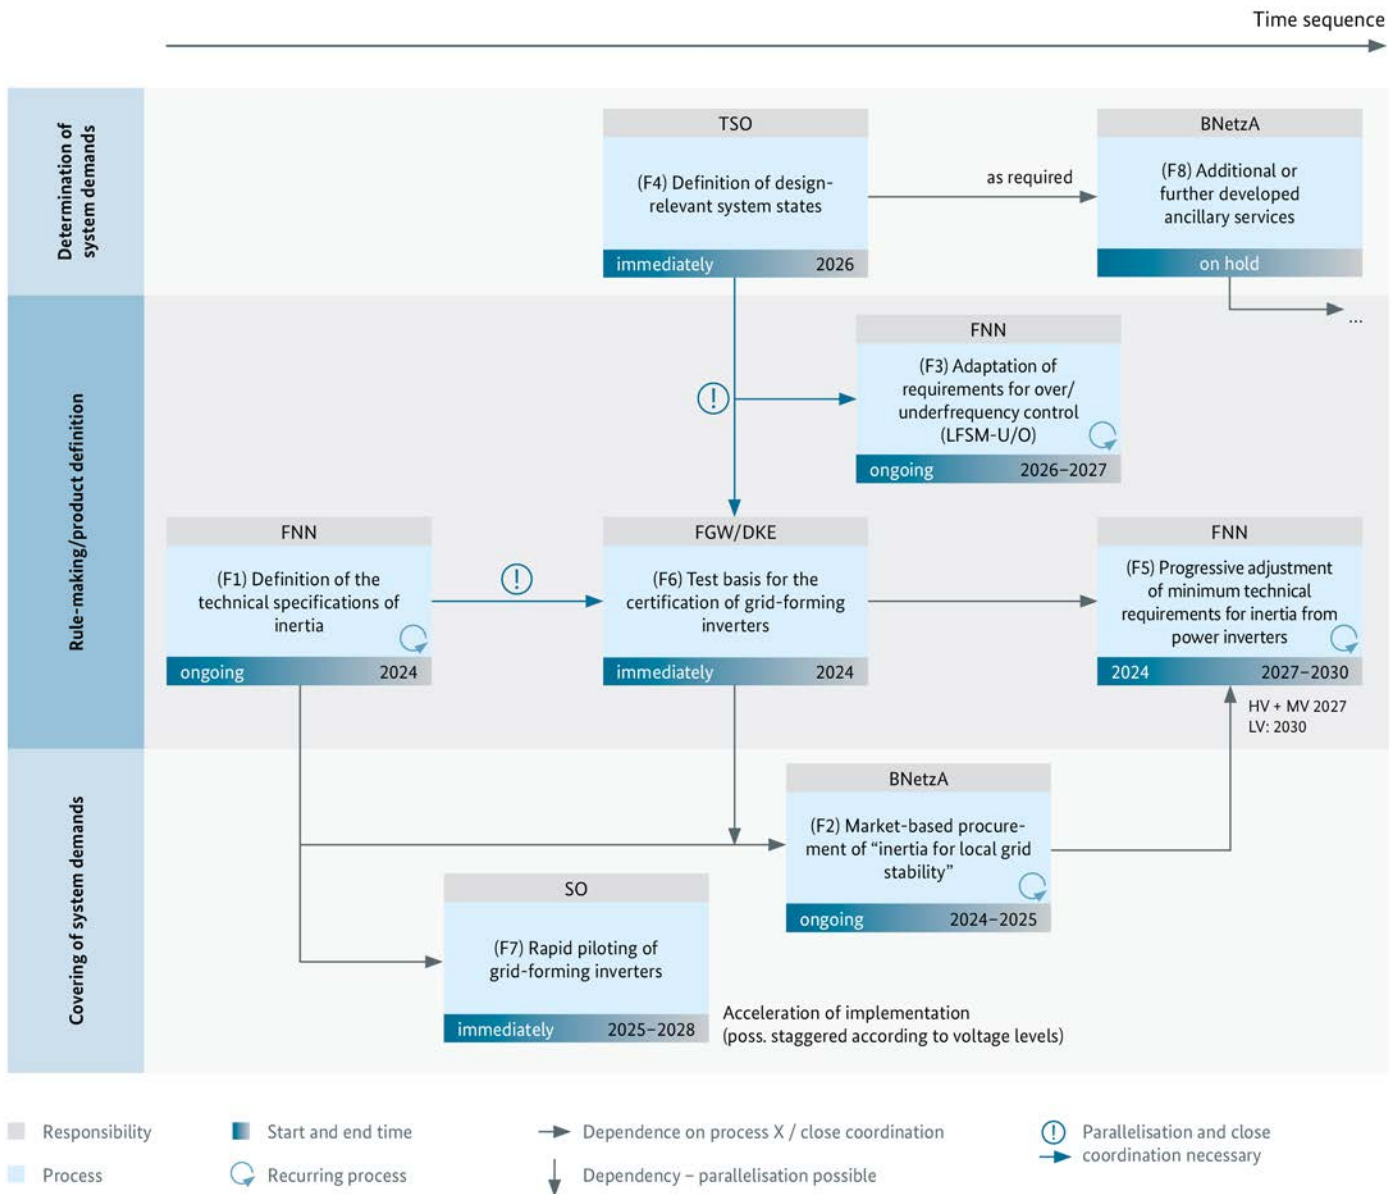 Time sequence
Determination of
system demands
TSO
(F4) Definition of design-
relevant system states
immediately 2026
as required
BNetzA
(F8) Additional or
further developed
ancillary services
on hold
...
Rule-making/product definition
FNN
(F3) Adaptation of
requirements for over/
underfrequency control
(LFSM-U/O)
ongoing 2026–2027
FNN
(F1) Definition of the
technical specifications of
inertia
ongoing 2024
FGW/DKE
(F6) Test basis for the
certification of grid-forming
inverters
immediately 2024
FNN
(F5) Progressive adjustment
of minimum technical
requirements for inertia from
power inverters
2024 2027–2030
HV + MV 2027
LV: 2030
Covering of system demands
BNetzA
(F2) Market-based procure-
ment of “inertia for local grid
stability”
ongoing 2024–2025
SO
(F7) Rapid piloting of
grid-forming inverters
immediately 2025–2028
Acceleration of implementation
(poss. staggered according to voltage levels)
Responsibility
Process
Start and end time
Recurring process
Dependence on process X / close coordination
Dependency – parallelisation possible
Parallelisation and close
coordination necessary